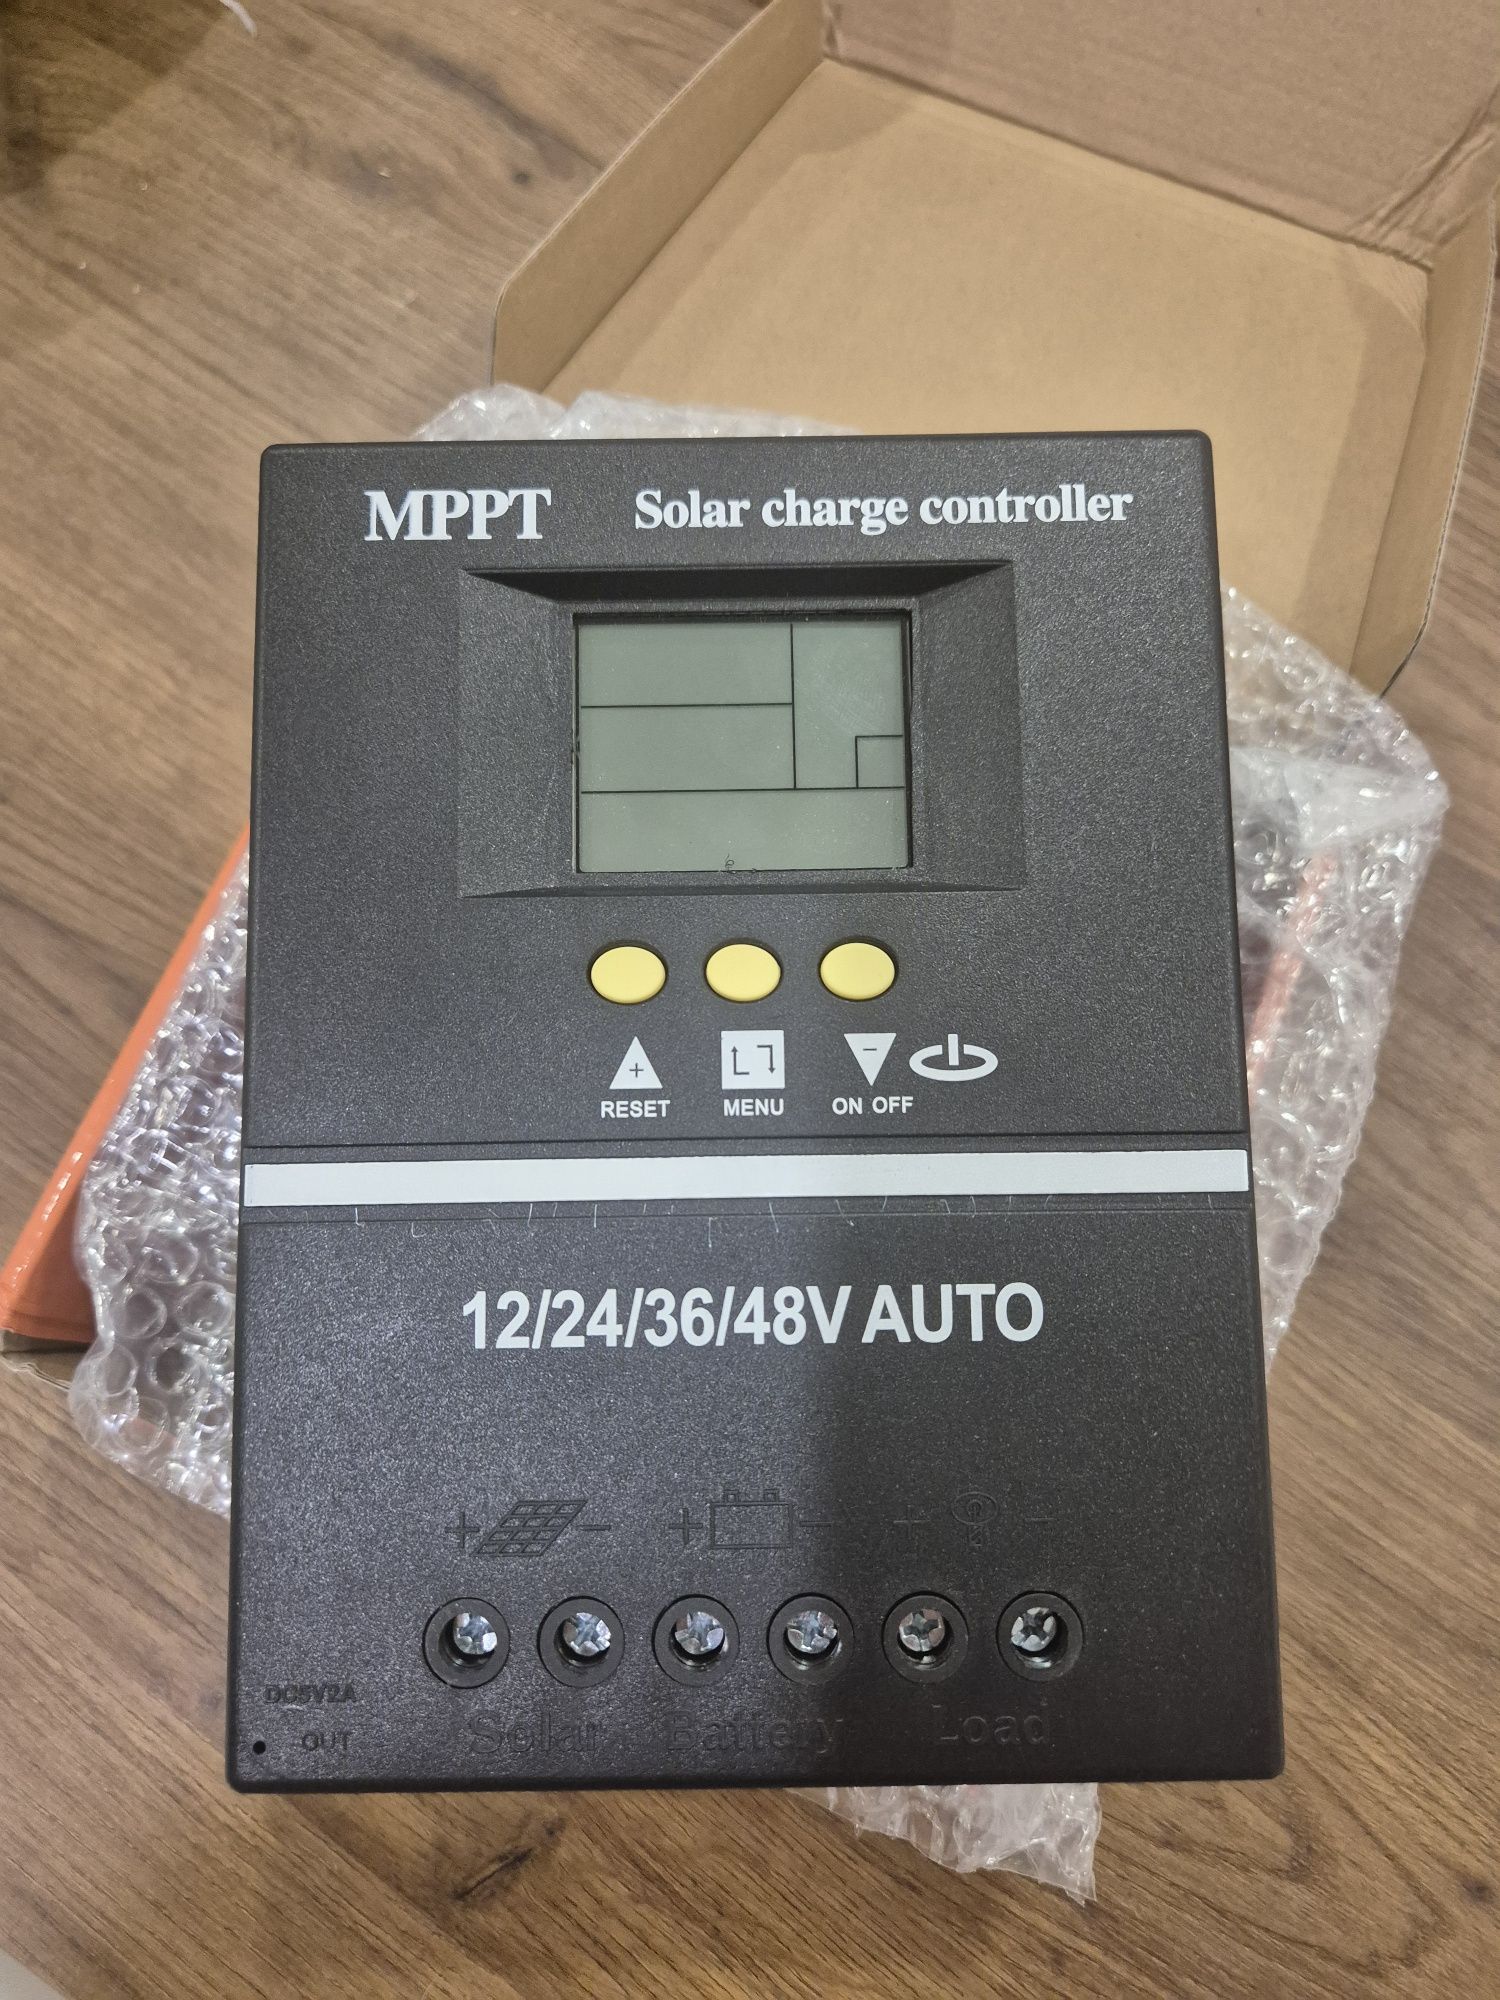 MPPT Solar charge controller
+ -
RESET MENU ON OFF
12/24/36/48V AUTO
+ - + - + -
DC5V2A
OUT
Solar Battery Load